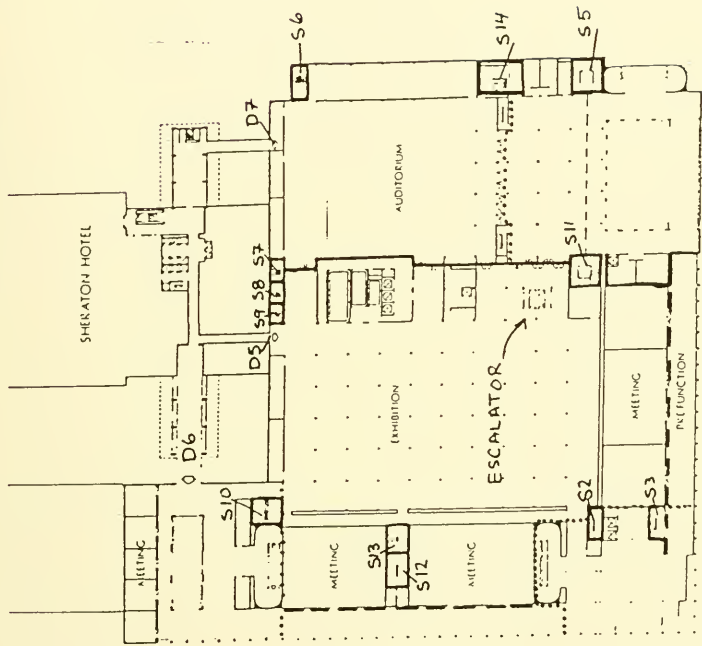 S6
S14
S5
D7
SHERATON HOTEL
AUDITORIUM
S7
S8
S9
S11
D5
D6
EXHIBITION
ESCALATOR
MEETING
PREFUNCTION
S10
S2
S3
MEETING
MEETING
S13
S12
MEETING